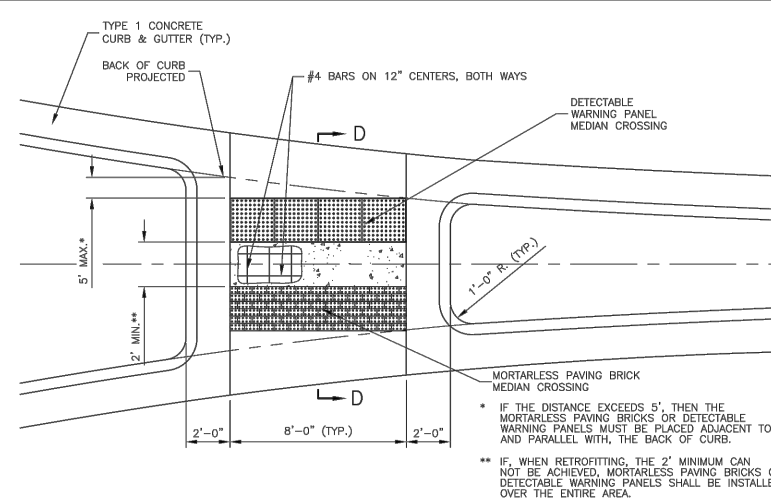 TYPE 1 CONCRETE
CURB & GUTTER (TYP.)
BACK OF CURB
PROJECTED
#4 BARS ON 12" CENTERS, BOTH WAYS
D
DETECTABLE
WARNING PANEL
MEDIAN CROSSING
5' MAX.*
2' MIN.**
1'-0" R. (TYP.)
MORTARLESS PAVING BRICK
MEDIAN CROSSING
D
2'-0"
8'-0" (TYP.)
2'-0"
* IF THE DISTANCE EXCEEDS 5', THEN THE
MORTARLESS PAVING BRICKS OR DETECTABLE
WARNING PANELS MUST BE PLACED ADJACENT TO
AND PARALLEL WITH, THE BACK OF CURB.
** IF, WHEN RETROFITTING, THE 2' MINIMUM CAN
NOT BE ACHIEVED, MORTARLESS PAVING BRICKS
DETECTABLE WARNING PANELS SHALL BE INSTALLE
OVER THE ENTIRE AREA.